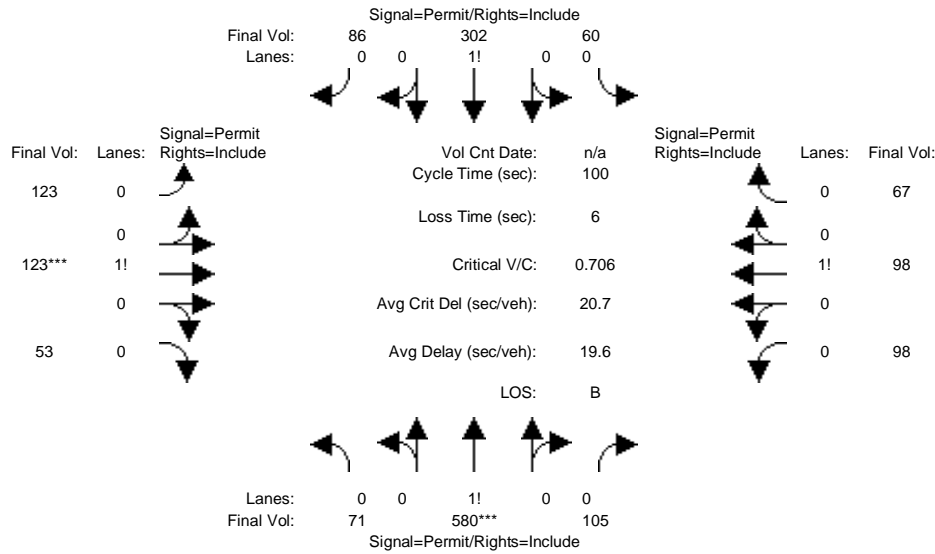 Signal=Permit/Rights=Include
Final Vol: 86 302 60
Lanes: 0 0 1! 0 0
Signal=Permit
Final Vol: Lanes: Rights=Include
Vol Cnt Date: n/a
Signal=Permit
Rights=Include Lanes: Final Vol:
Cycle Time (sec): 100
123 0
0 67
Loss Time (sec): 6
0
0
123*** 1!
Critical V/C: 0.706
1! 98
0
Avg Crit Del (sec/veh): 20.7
0
53 0
Avg Delay (sec/veh): 19.6
0 98
LOS: B
Lanes: 0 0 1! 0 0
Final Vol: 71 580*** 105
Signal=Permit/Rights=Include